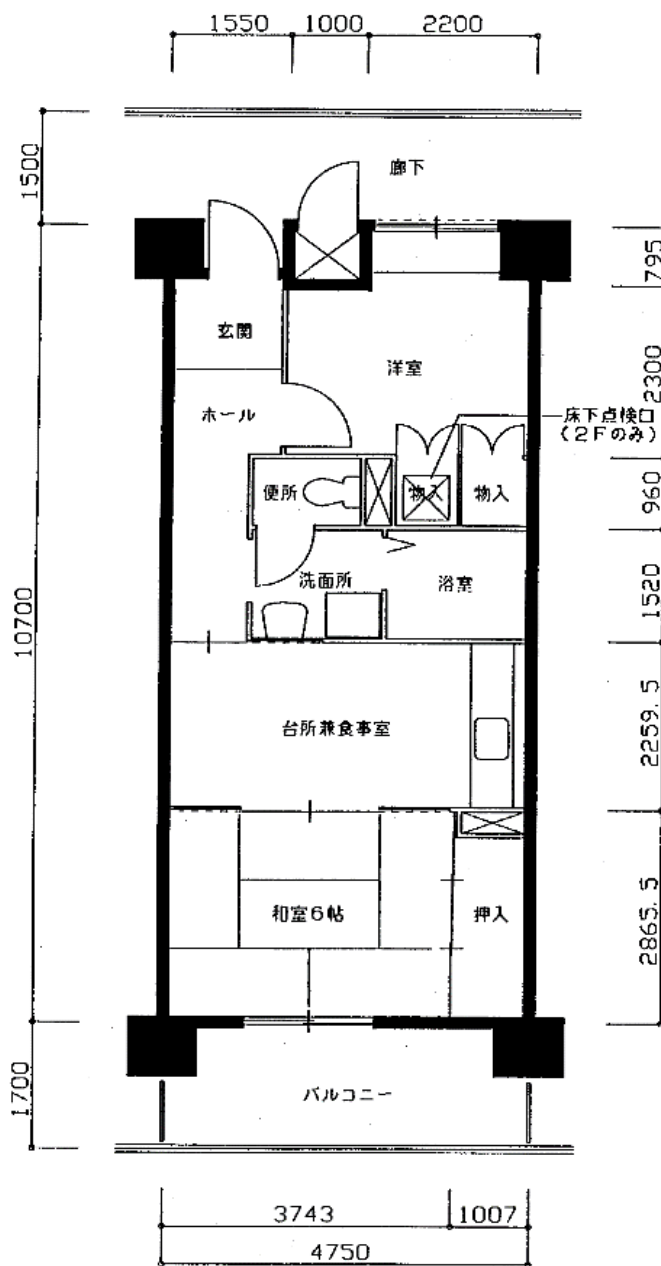 1550
1000
2200
1500
廊下
795
玄関
洋室
2300
ホール
床下点検口
(2Fのみ)
便所
物入
物入
960
洗面所
浴室
1520
10700
台所兼食事室
2259.5
和室6帖
押入
2865.5
1700
バルコニー
3743
1007
4750